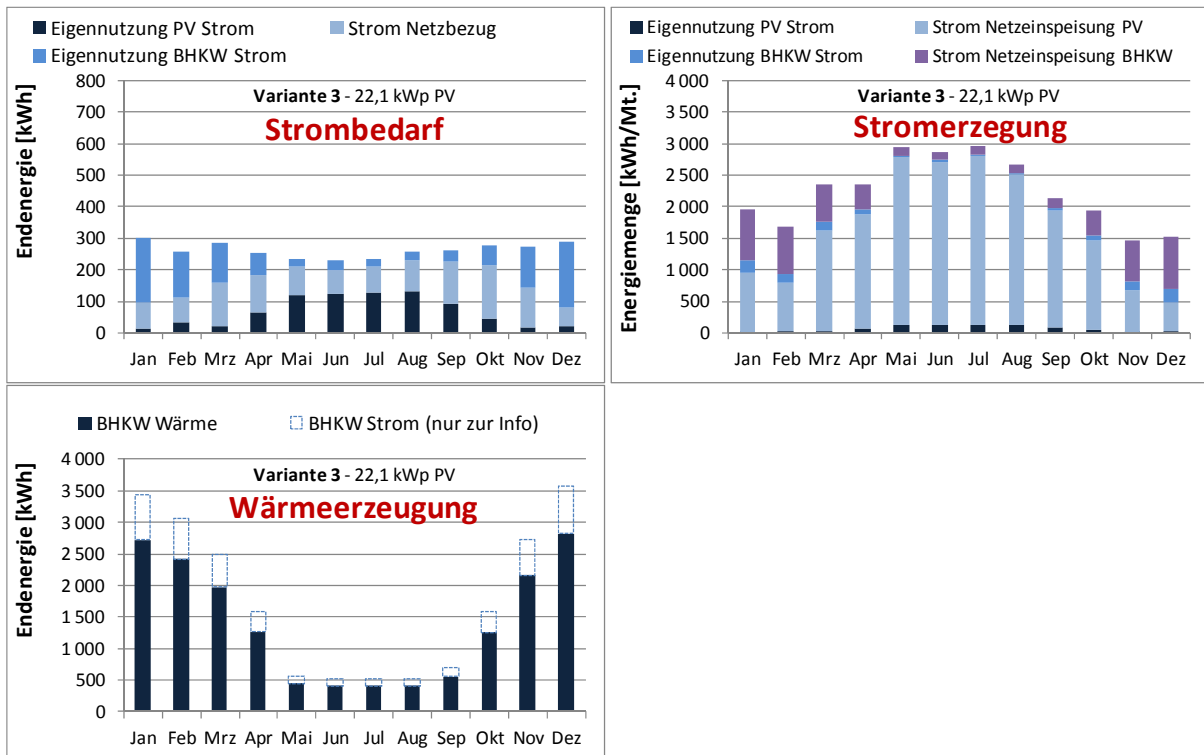 Eigennutzung PV Strom Strom Netzbezug
Eigennutzung BHKW Strom
Endenergie [kWh]
800
700
600
500
400
300
200
100
0
Variante 3 - 22,1 kWp PV
Strombedarf
Jan Feb Mrz Apr Mai Jun Jul Aug Sep Okt Nov Dez
Eigennutzung PV Strom Strom Netzeinspeisung PV
Eigennutzung BHKW Strom Strom Netzeinspeisung BHKW
Energiemenge [kWh/Mt.]
4 000
3 500
3 000
2 500
2 000
1 500
1 000
500
0
Variante 3 - 22,1 kWp PV
Stromerzegung
Jan Feb Mrz Apr Mai Jun Jul Aug Sep Okt Nov Dez
BHKW Wärme BHKW Strom (nur zur Info)
Endenergie [kWh]
4 000
3 500
3 000
2 500
2 000
1 500
1 000
500
0
Variante 3 - 22,1 kWp PV
Wärmeerzeugung
Jan Feb Mrz Apr Mai Jun Jul Aug Sep Okt Nov Dez